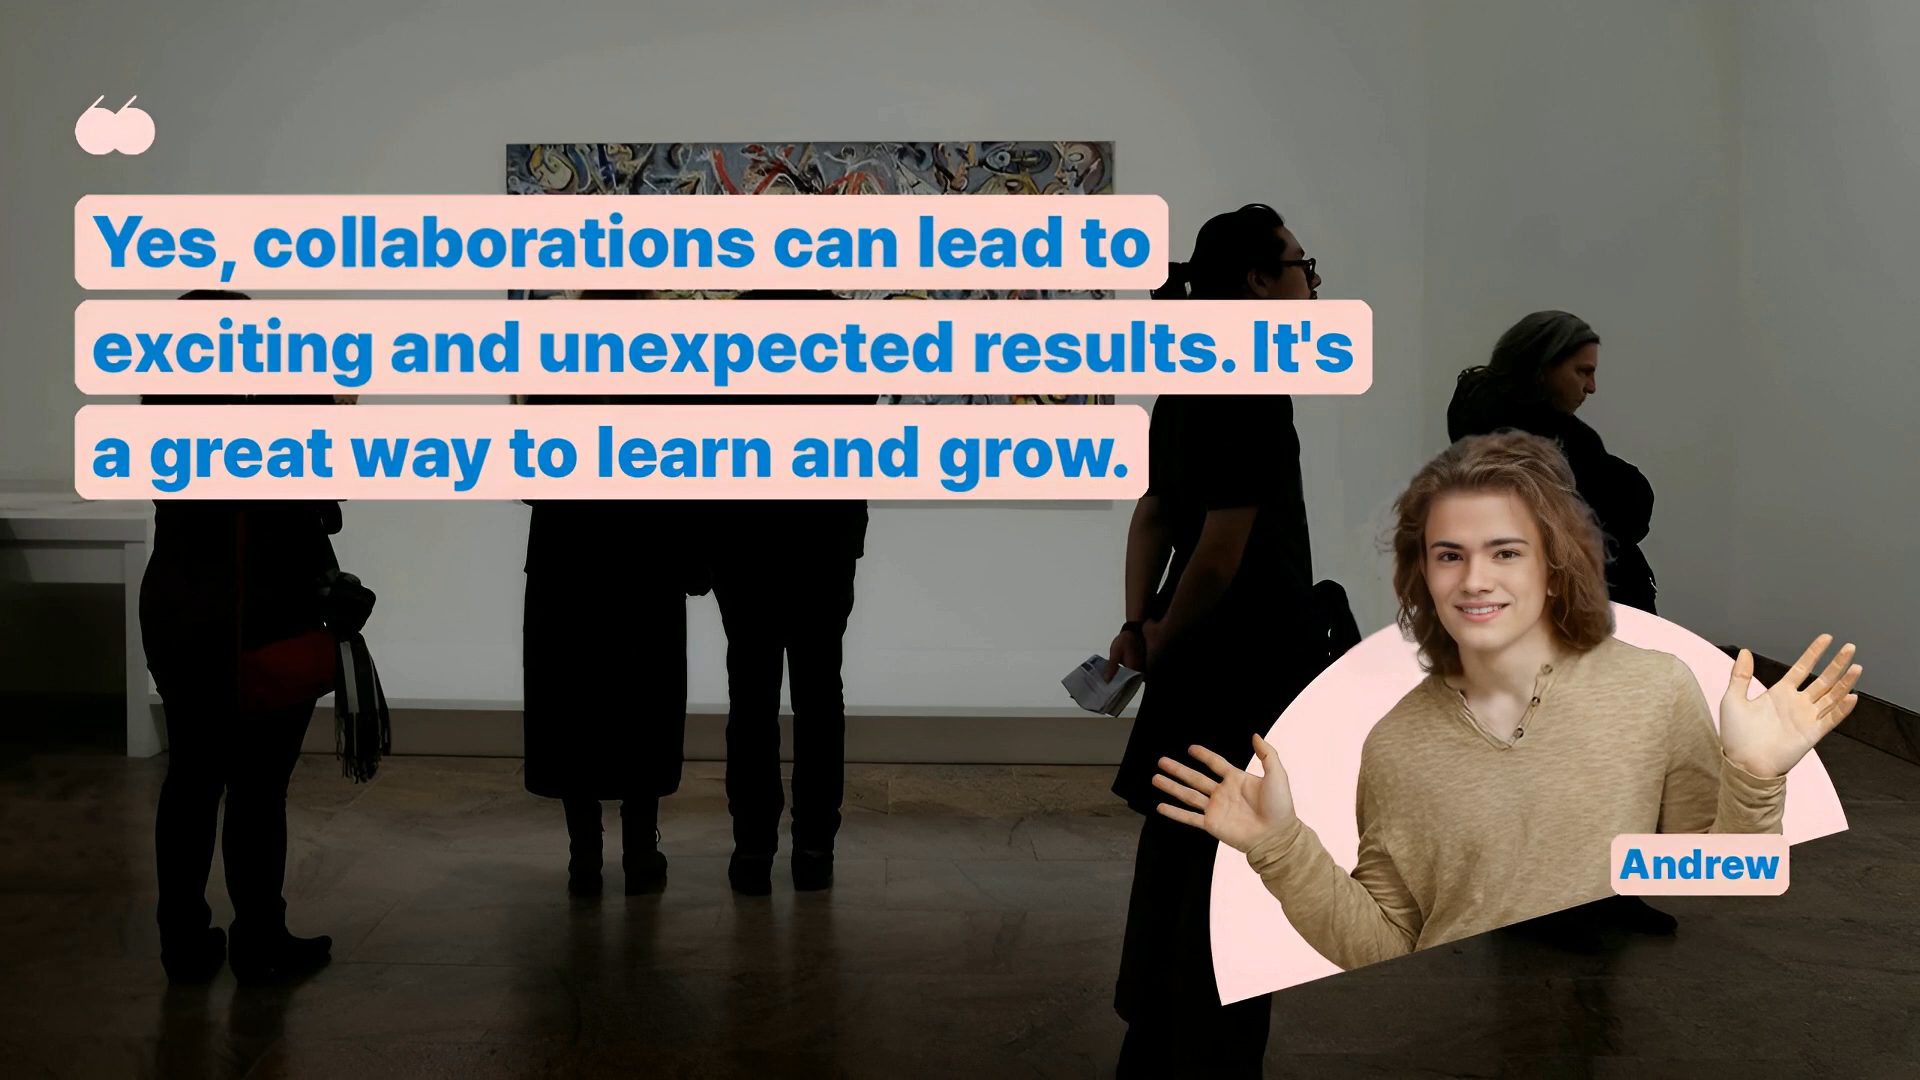 Yes, collaborations can lead to
exciting and unexpected results. It's
a great way to learn and grow.
Andrew